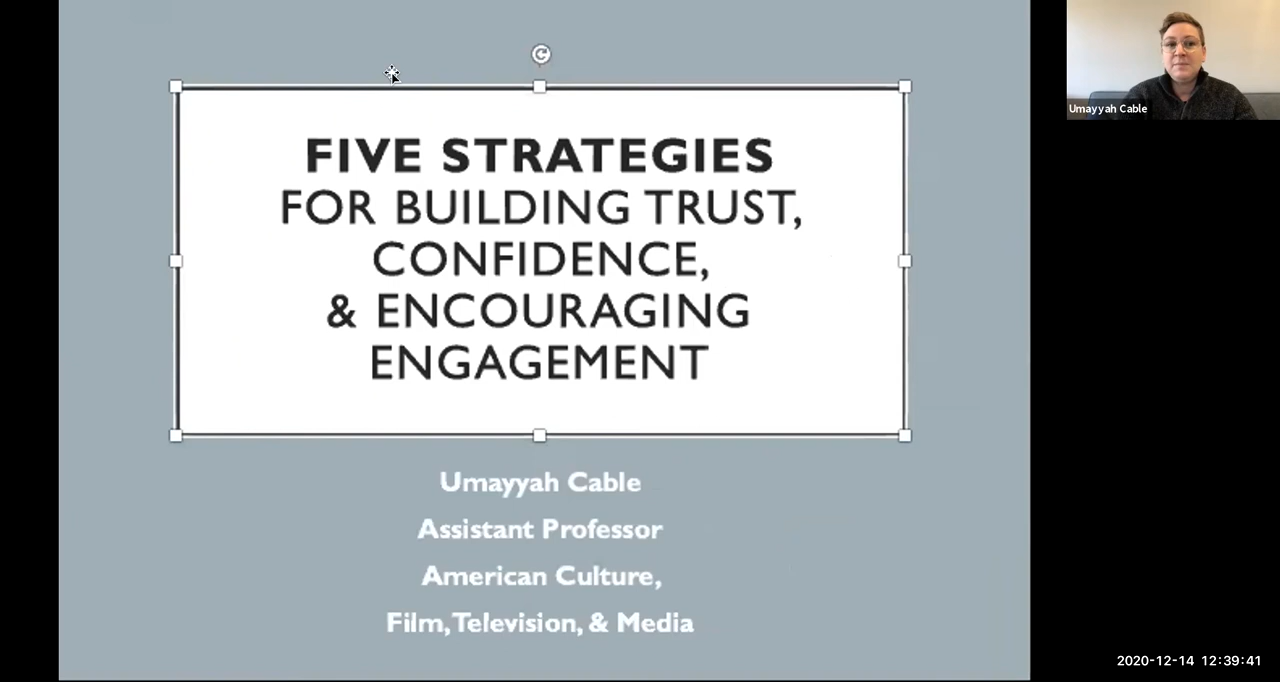 FIVE STRATEGIES
FOR BUILDING TRUST,
CONFIDENCE,
& ENCOURAGING
ENGAGEMENT
Umayyah Cable
Assistant Professor
American Culture,
Film, Television, & Media
Umayyah Cable
2020-12-14 12:39:41